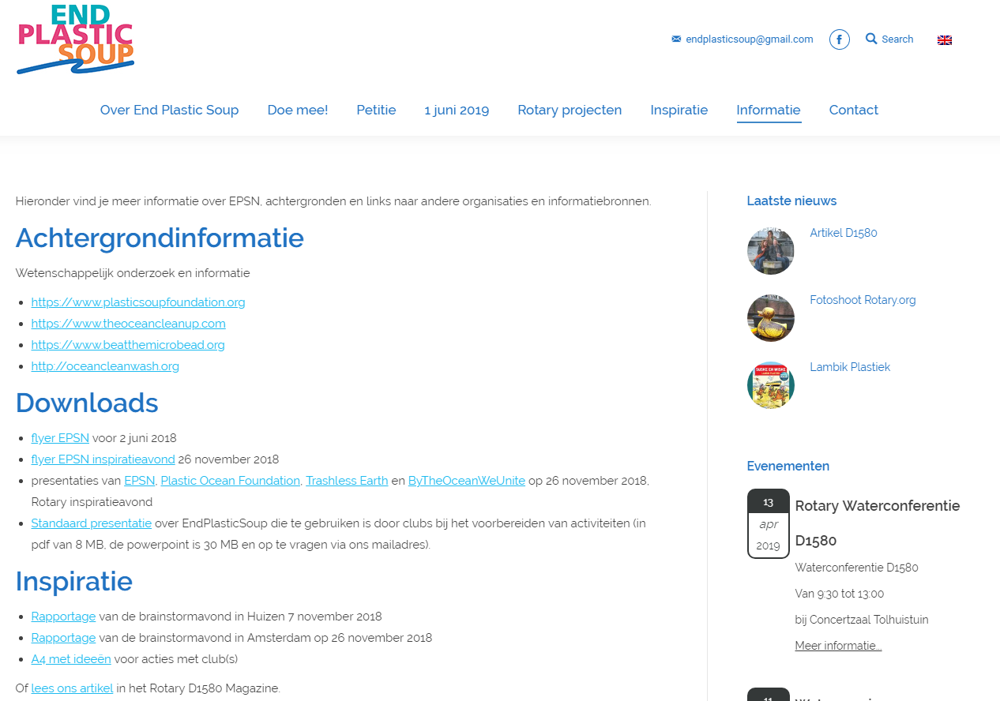 END
PLASTIC
SOUP
endplasticsoup@gmail.com
Search
Over End Plastic Soup
Doe mee!
Petitie
1 juni 2019
Rotary projecten
Inspiratie
Informatie
Contact
Hieronder vind je meer informatie over EPSN, achtergronden en links naar andere organisaties en informatiebronnen.
Achtergrondinformatie
Wetenschappelijk onderzoek en informatie
https://www.plasticsoupfoundation.org
https://www.theoceancleanup.com
https://www.beatthemicrobead.org
http://oceancleanwash.org
Downloads
flyer EPSN voor 2 juni 2018
flyer EPSN inspiratieavond 26 november 2018
presentaties van EPSN, Plastic Ocean Foundation, Trashless Earth en ByTheOceanWeUnite op 26 november 2018,
Rotary inspiratieavond
Standaard presentatie over EndPlasticSoup die te gebruiken is door clubs bij het voorbereiden van activiteiten (in
pdf van 8 MB, de powerpoint is 30 MB en op te vragen via ons mailadres).
Inspiratie
Rapportage van de brainstormavond in Huizen 7 november 2018
Rapportage van de brainstormavond in Amsterdam op 26 november 2018
A4 met ideeën voor acties met club(s)
Of lees ons artikel in het Rotary D1580 Magazine.
Laatste nieuws
Artikel D1580
Fotoshoot Rotary.org
SUSKE EN WISKE
Lambik Plastiek
Evenementen
13
apr
2019
Rotary Waterconferentie
D1580
Waterconferentie D1580
Van 9:30 tot 13:00
bij Concertzaal Tolhuistuin
Meer informatie...